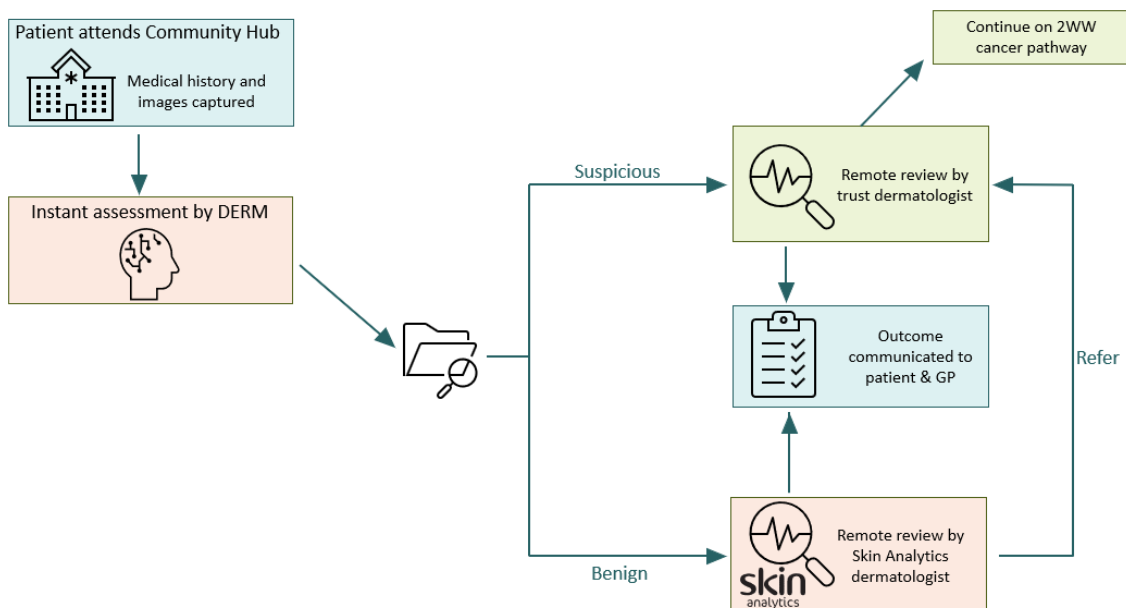 Patient attends Community Hub
Medical history and
images captured
Instant assessment by DERM
Suspicious
Benign
Continue on 2WW
cancer pathway
Remote review by
trust dermatologist
Outcome
communicated to
patient & GP
Refer
Remote review by
Skin Analytics
dermatologist
skin
analytics